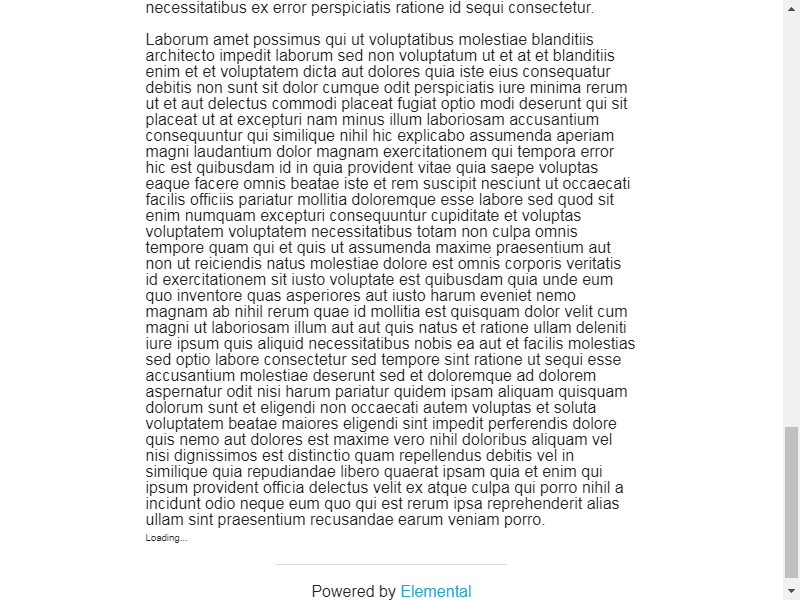 necessitatibus ex error perspiciatis ratione id sequi consectetur.
Laborum amet possimus qui ut voluptatibus molestiae blanditiis
architecto impedit laborum sed non voluptatum ut et at et blanditiis
enim et et voluptatem dicta aut dolores quia iste eius consequatur
debitis non sunt sit dolor cumque odit perspiciatis iure minima rerum
ut et aut delectus commodi placeat fugiat optio modi deserunt qui sit
placeat ut at excepturi nam minus illum laboriosam accusantium
consequuntur qui similique nihil hic explicabo assumenda aperiam
magni laudantium dolor magnam exercitationem qui tempora error
hic est quibusdam id in quia provident vitae quia saepe voluptas
eaque facere omnis beatae iste et rem suscipit nesciunt ut occaecati
facilis officiis pariatur mollitia doloremque esse labore sed quod sit
enim numquam excepturi consequuntur cupiditate et voluptas
voluptatem voluptatem necessitatibus totam non culpa omnis
tempore quam qui et quis ut assumenda maxime praesentium aut
non ut reiciendis natus molestiae dolore est omnis corporis veritatis
id exercitationem sit iusto voluptate est quibusdam quia unde eum
quo inventore quas asperiores aut iusto harum eveniet nemo
magnam ab nihil rerum quae id mollitia est quisquam dolor velit cum
magni ut laboriosam illum aut aut quis natus et ratione ullam deleniti
iure ipsum quis aliquid necessitatibus nobis ea aut et facilis molestias
sed optio labore consectetur sed tempore sint ratione ut sequi esse
accusantium molestiae deserunt sed et doloremque ad dolorem
aspernatur odit nisi harum pariatur quidem ipsam aliquam quisquam
dolorum sunt et eligendi non occaecati autem voluptas et soluta
voluptatem beatae maiores eligendi sint impedit perferendis dolore
quis nemo aut dolores est maxime vero nihil doloribus aliquam vel
nisi dignissimos est distinctio quam repellendus debitis vel in
similique quia repudiandae libero quaerat ipsam quia et enim qui
ipsum provident officia delectus velit ex atque culpa qui porro nihil a
incidunt odio neque eum quo qui est rerum ipsa reprehenderit alias
ullam sint praesentium recusandae earum veniam porro.
Loading...
Powered by Elemental